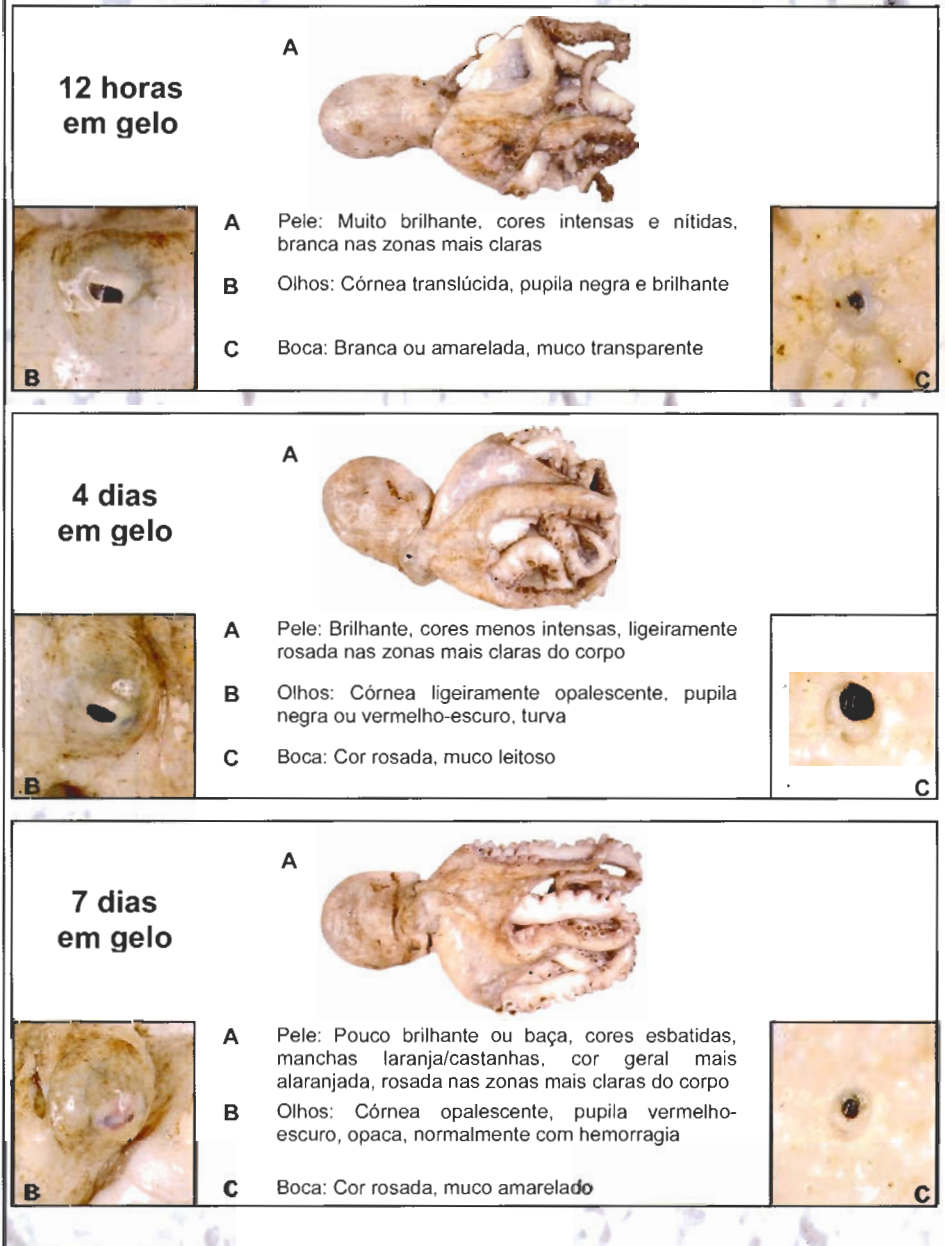 12 horas
em gelo
A
A Pele: Muito brilhante, cores intensas e nítidas,
branca nas zonas mais claras
B Olhos: Córnea translúcida, pupila negra e brilhante
C Boca: Branca ou amarelada, muco transparente
B
C
4 dias
em gelo
A
A Pele: Brilhante, cores menos intensas, ligeiramente
rosada nas zonas mais claras do corpo
B Olhos: Córnea ligeiramente opalescente, pupila
negra ou vermelho-escuro, turva
C Boca: Cor rosada, muco leitoso
B
C
7 dias
em gelo
A
A Pele: Pouco brilhante ou baça, cores esbatidas,
manchas laranja/castanhas, cor geral mais
alaranjada, rosada nas zonas mais claras do corpo
B Olhos: Córnea opalescente, pupila vermelho-
escuro, opaca, normalmente com hemorragia
C Boca: Cor rosada, muco amarelado
B
C